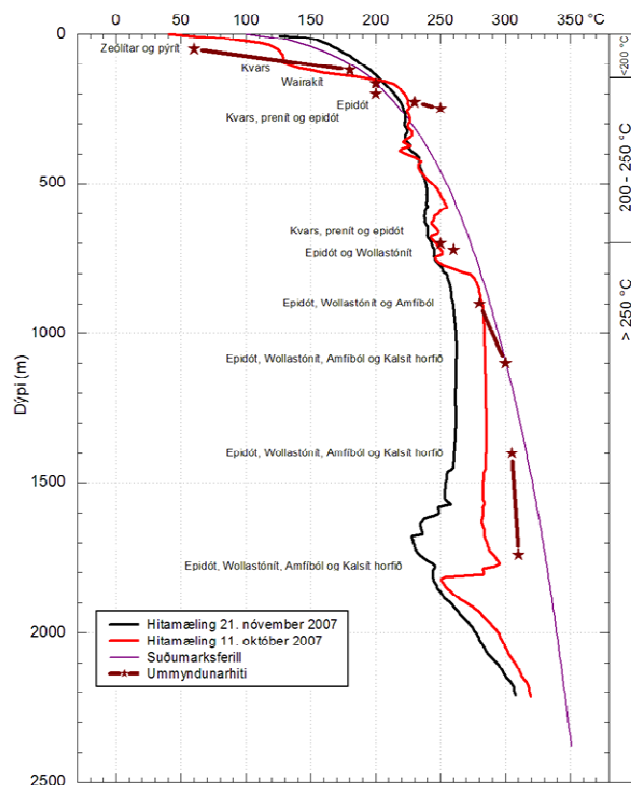 0 50 100 150 200 250 300 350 °C
0
500
1000
1500
2000
2500
Dýpi (m)
Zeólítar og pýrít
Kvars
Wairakít
Epidót
Kvars, prenít og epidót
Kvars, prenít og epidót
Epidót og Wollastónít
Epidót, Wollastónít og Amfíból
Epidót, Wollastónít, Amfíból og Kalsít horfið
Epidót, Wollastónít, Amfíból og Kalsít horfið
Epidót, Wollastónít, Amfíból og Kalsít horfið
Hitamæling 21. nóvember 2007
Hitamæling 11. október 2007
Suðumarksferill
Ummyndunarhiti
<200 °C
200 - 250 °C
> 250 °C